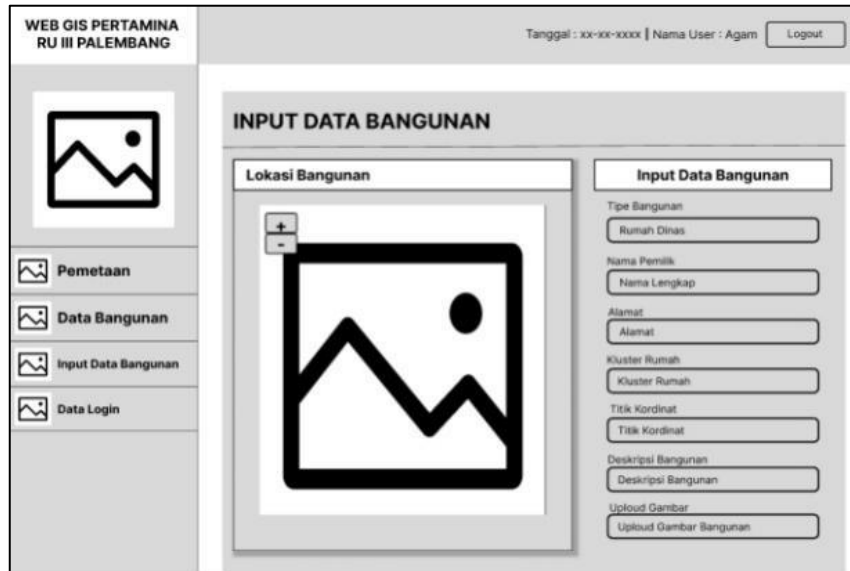 WEB GIS PERTAMINA
RU III PALEMBANG
Tanggal : xx-xx-xxxx | Nama User : Agam
Logout
Pemetaan
Data Bangunan
Input Data Bangunan
Data Login
INPUT DATA BANGUNAN
Lokasi Bangunan
+
-
Input Data Bangunan
Tipe Bangunan
Rumah Dinas
Nama Pemilik
Nama Lengkap
Alamat
Alamat
Kluster Rumah
Kluster Rumah
Titik Kordinat
Titik Kordinat
Deskripsi Bangunan
Deskripsi Bangunan
Uploud Gambar
Uploud Gambar Bangunan